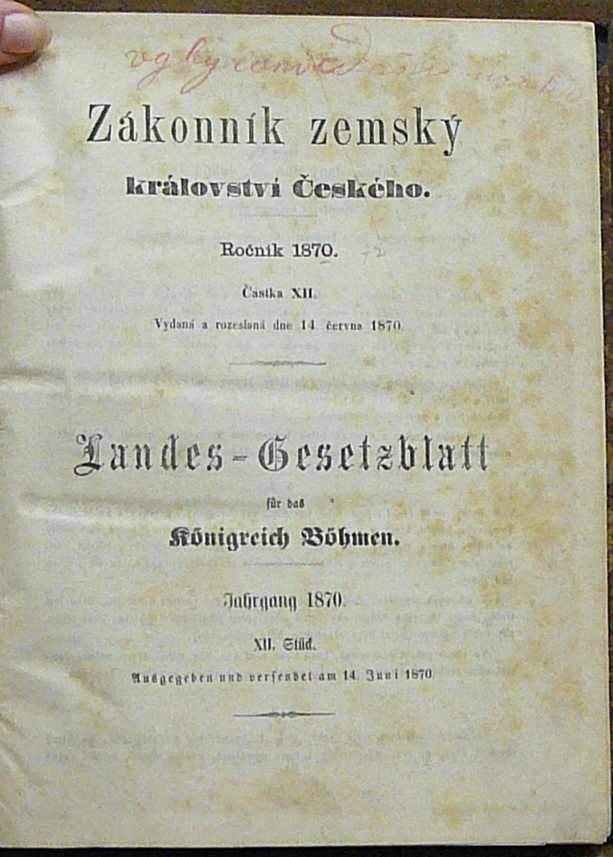 Zákonník zemský
království Českého.
Ročník 1870.
Částka XII.
Vydaná a rozeslaná dne 14 června 1870.
Landes-Gesetzblatt
für das
Königreich Böhmen.
Jahrgang 1870.
XII. Stück.
Ausgegeben und versendet am 14. Juni 1870.